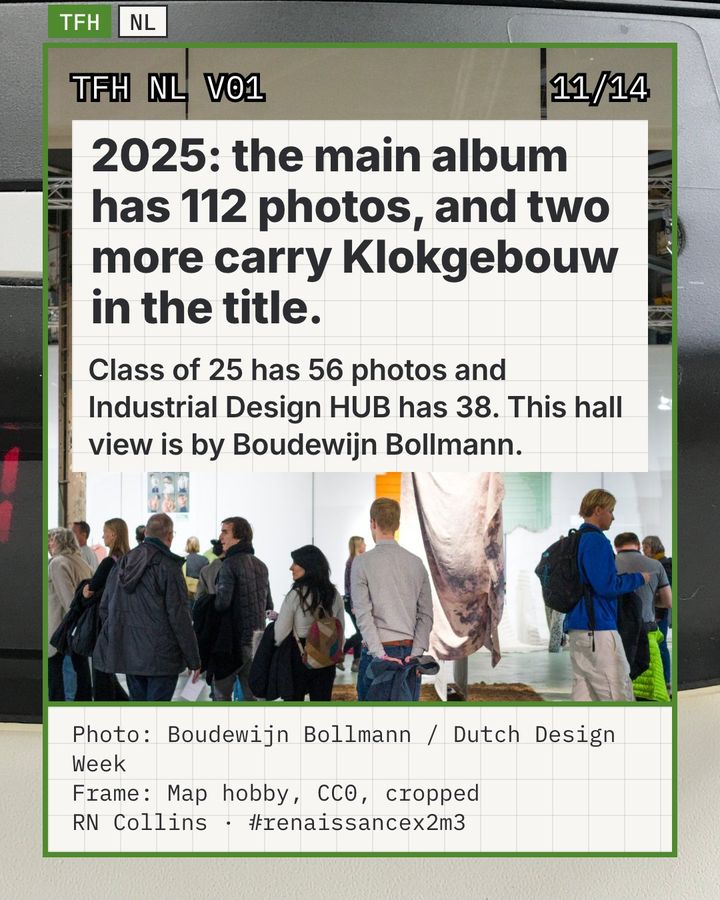 TFH NL
TFH NL V01 11/14
2025: the main album
has 112 photos, and two
more carry Klokgebouw
in the title.
Class of 25 has 56 photos and
Industrial Design HUB has 38. This hall
view is by Boudewijn Bollmann.
Photo: Boudewijn Bollmann / Dutch Design
Week
Frame: Map hobby, CC0, cropped
RN Collins · #renaissancex2m3